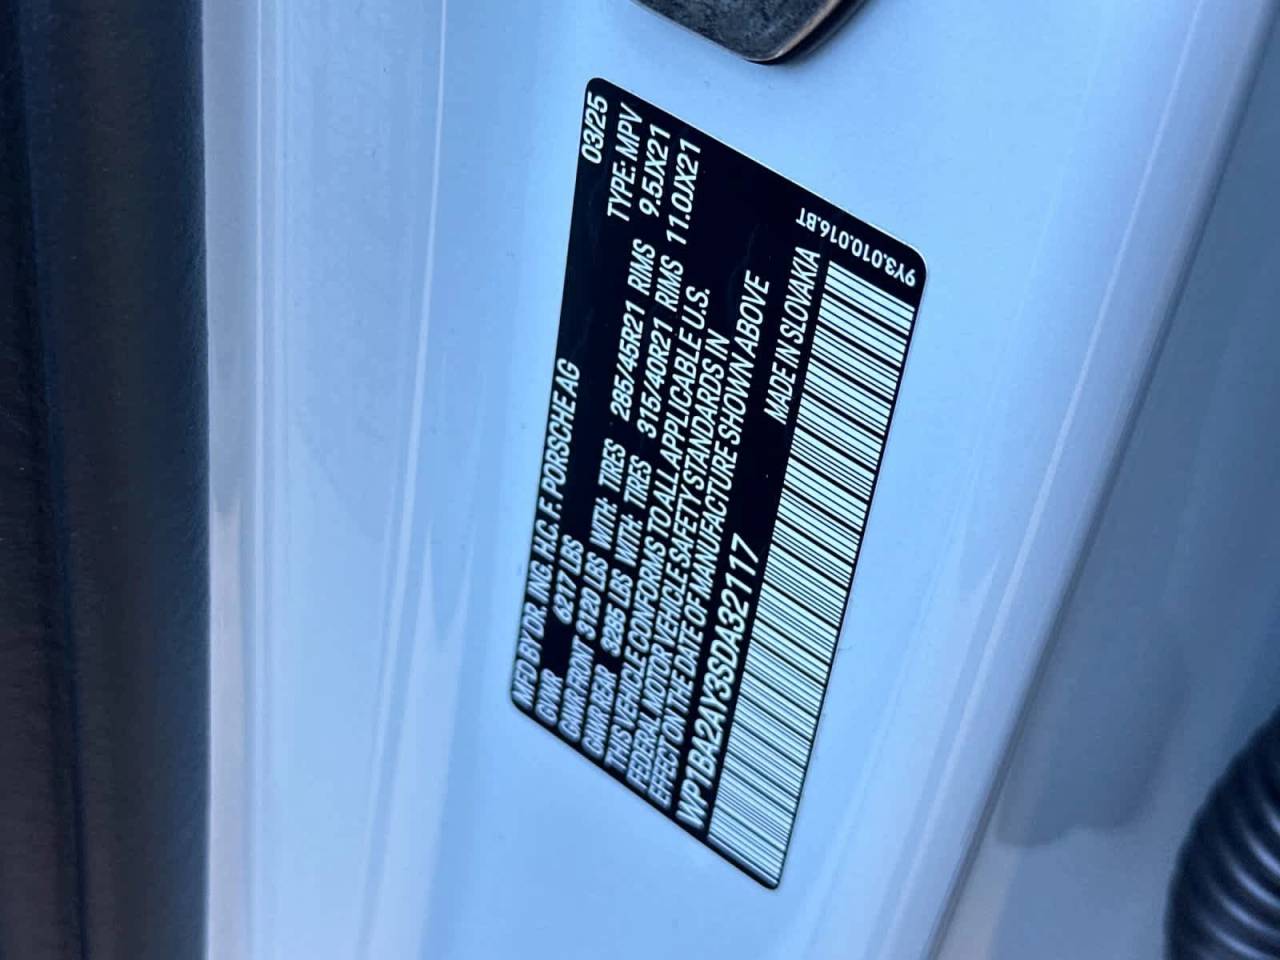 MFD BY DR. ING. H.C. F. PORSCHE AG 03/25
GVWR 6217 LBS TYPE: MPV
GAWR FRONT 3120 LBS WITH: TIRES 285/45R21 RIMS 9.5JX21
GAWR REAR LBS WITH: TIRES 315/40R21 RIMS 11.0JX21
THIS VEHICLE CONFORMS TO ALL APPLICABLE U.S.
FEDERAL MOTOR VEHICLE SAFETY STANDARDS IN
EFFECT ON THE DATE OF MANUFACTURE SHOWN ABOVE
WP1BA2AY3SDA32117 MADE IN SLOVAKIA
9Y3.010.016.BT